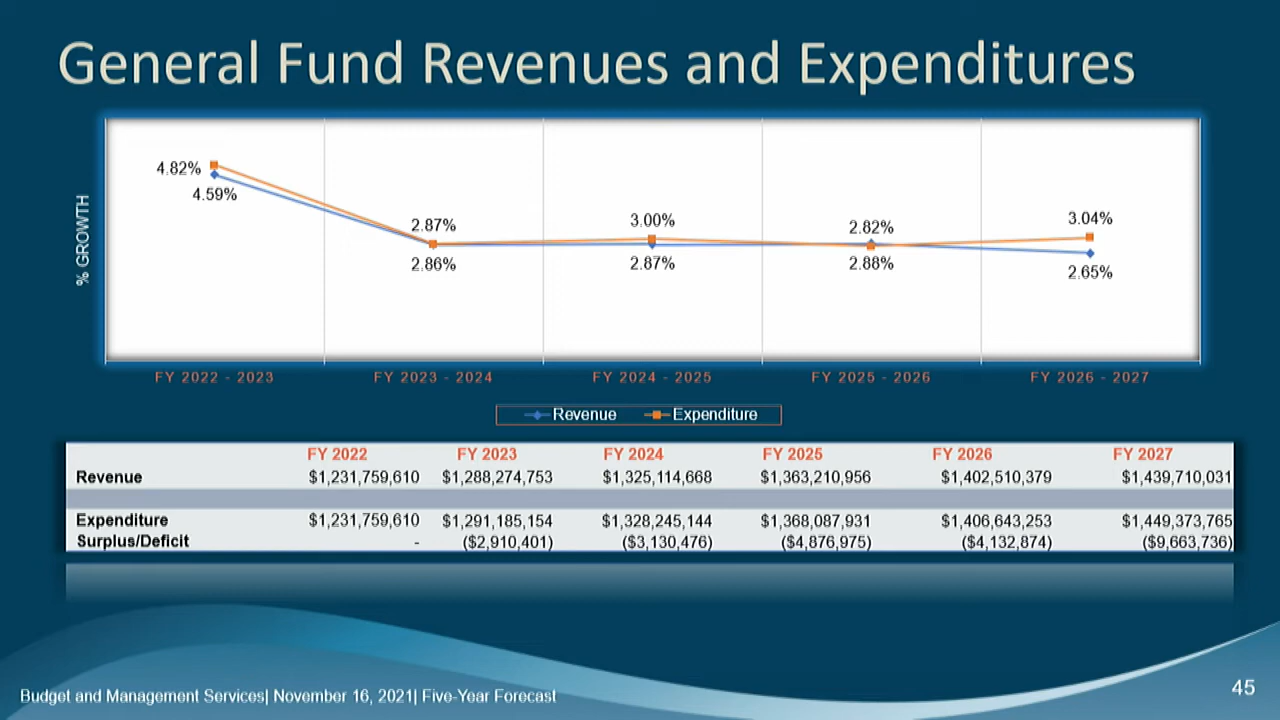 General Fund Revenues and Expenditures
% GROWTH
4.82%
4.59%
2.87%
2.86%
3.00%
2.87%
2.82%
2.88%
3.04%
2.65%
FY 2022 - 2023 FY 2023 - 2024 FY 2024 - 2025 FY 2025 - 2026 FY 2026 - 2027
Revenue Expenditure
FY 2022 FY 2023 FY 2024 FY 2025 FY 2026 FY 2027
Revenue $1,231,759,610 $1,288,274,753 $1,325,114,668 $1,363,210,956 $1,402,510,379 $1,439,710,031
Expenditure $1,231,759,610 $1,291,185,154 $1,328,245,144 $1,368,087,931 $1,406,643,253 $1,449,373,765
Surplus/Deficit - ($2,910,401) ($3,130,476) ($4,876,975) ($4,132,874) ($9,663,736)
Budget and Management Services| November 16, 2021| Five-Year Forecast
45